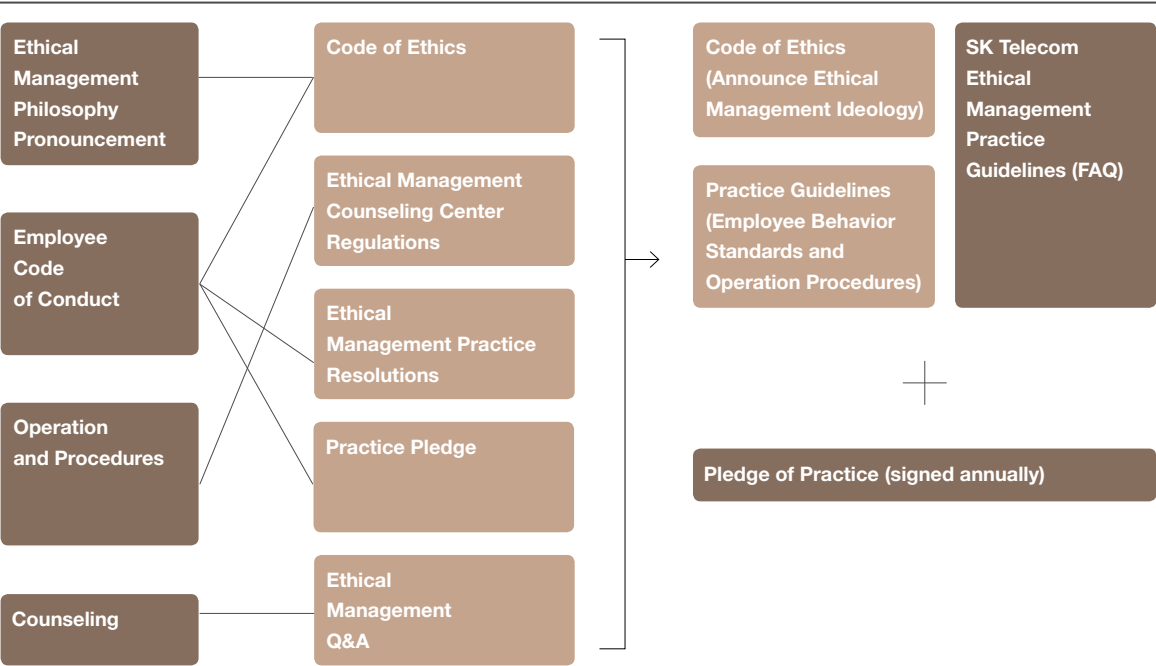 Ethical
Management
Philosophy
Pronouncement
Employee
Code
of Conduct
Operation
and Procedures
Counseling
Code of Ethics
Ethical Management
Counseling Center
Regulations
Ethical
Management Practice
Resolutions
Practice Pledge
Ethical
Management
Q&A
Code of Ethics
(Announce Ethical
Management Ideology)
Practice Guidelines
(Employee Behavior
Standards and
Operation Procedures)
SK Telecom
Ethical
Management
Practice
Guidelines (FAQ)
Pledge of Practice (signed annually)